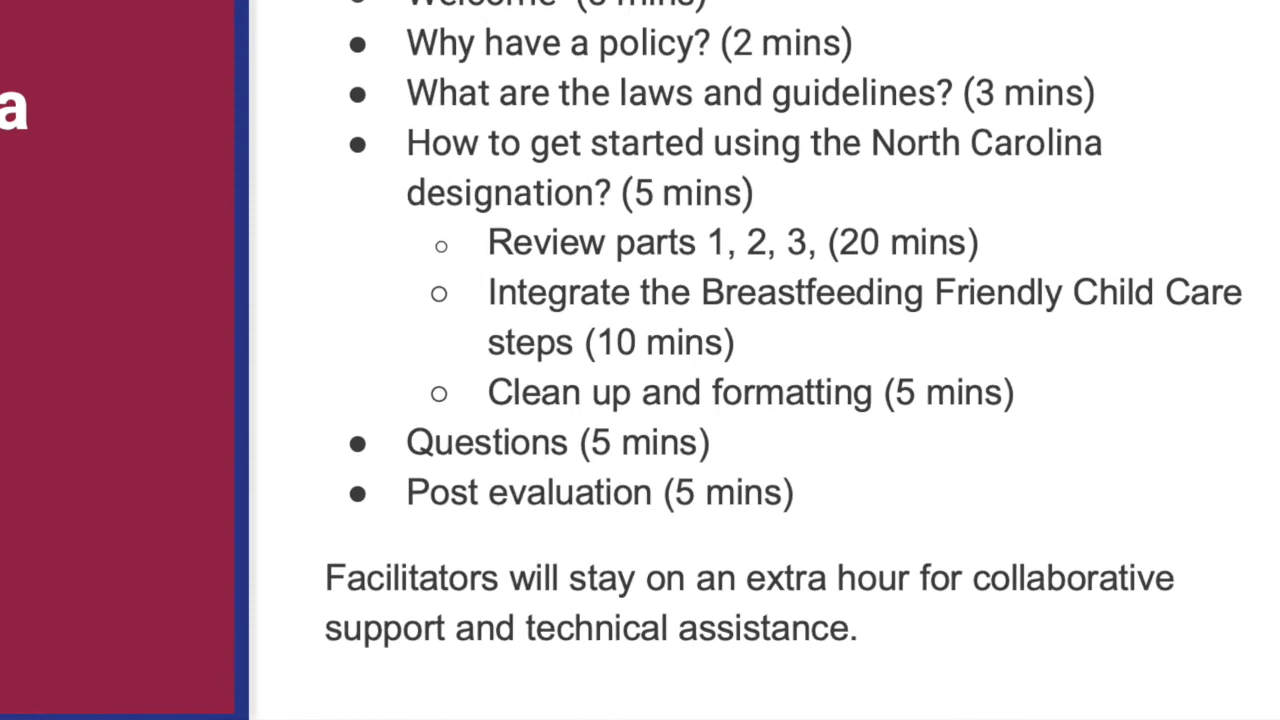 a
Why have a policy? (2 mins)
What are the laws and guidelines? (3 mins)
How to get started using the North Carolina
designation? (5 mins)
Review parts 1, 2, 3, (20 mins)
Integrate the Breastfeeding Friendly Child Care
steps (10 mins)
Clean up and formatting (5 mins)
Questions (5 mins)
Post evaluation (5 mins)
Facilitators will stay on an extra hour for collaborative
support and technical assistance.